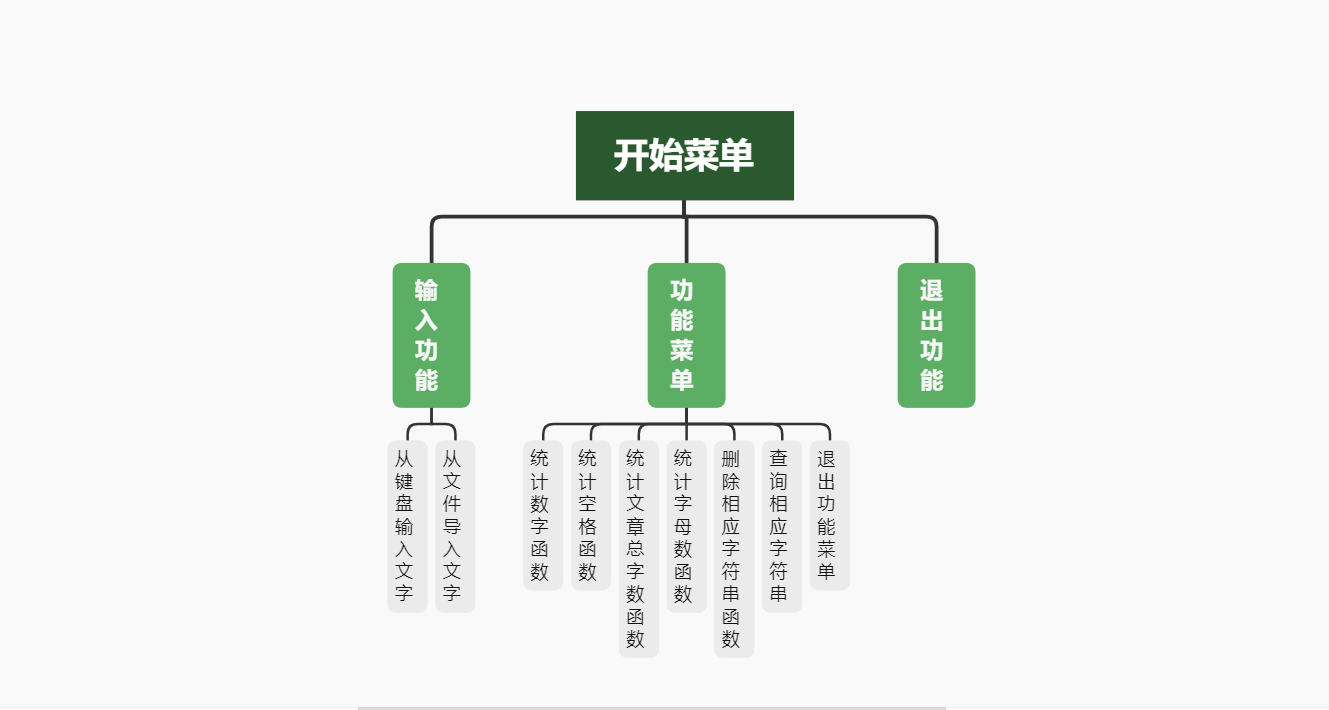 开始菜单
输入功能
功能菜单
退出功能
从键盘输入文字
从文件导入文字
统计数字函数
统计空格函数
统计文章总字数函数
统计字母数函数
删除相应字符串函数
查询相应字符串
退出功能菜单